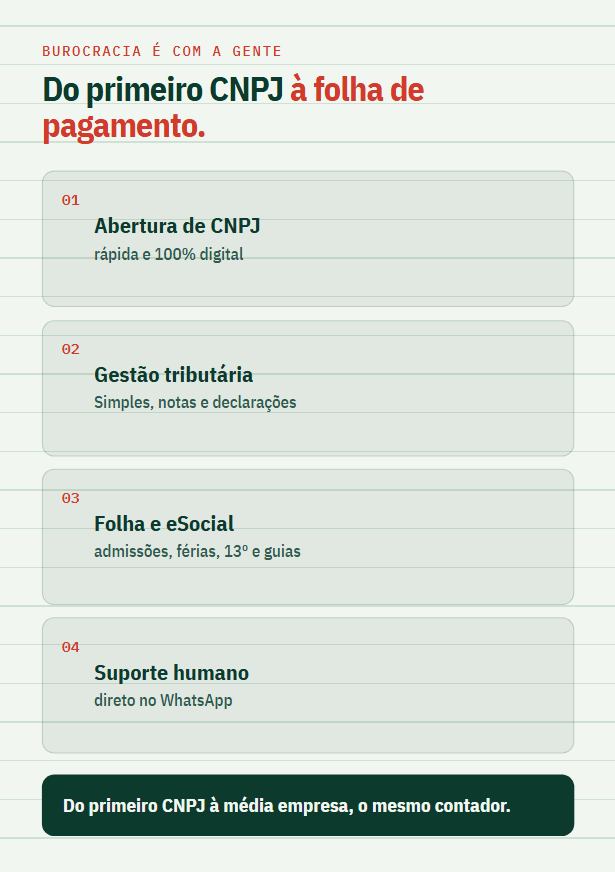 BUROCRACIA É COM A GENTE
Do primeiro CNPJ à folha de
pagamento.
01
Abertura de CNPJ
rápida e 100% digital
02
Gestão tributária
Simples, notas e declarações
03
Folha e eSocial
admissões, férias, 13º e guias
04
Suporte humano
direto no WhatsApp
Do primeiro CNPJ à média empresa, o mesmo contador.